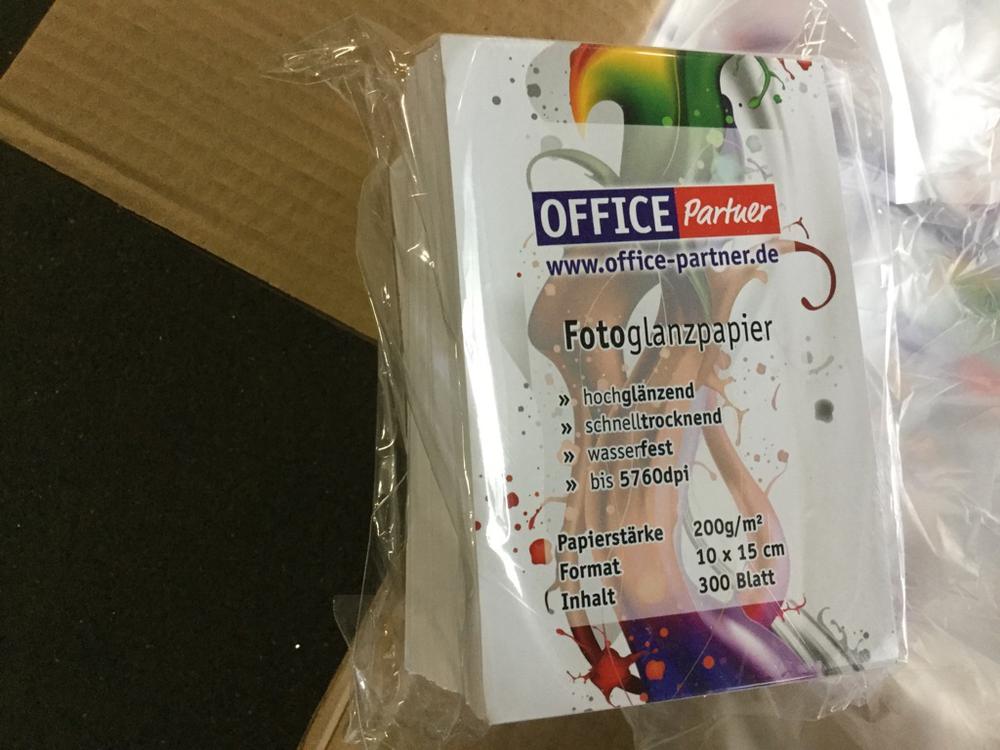 OFFICE Partner
www.office-partner.de
Fotoglanzpapier
» hochglänzend
» schnelltrocknend
» wasserfest
» bis 5760dpi
Papierstärke 200g/m²
Format 10 x 15 cm
Inhalt 300 Blatt